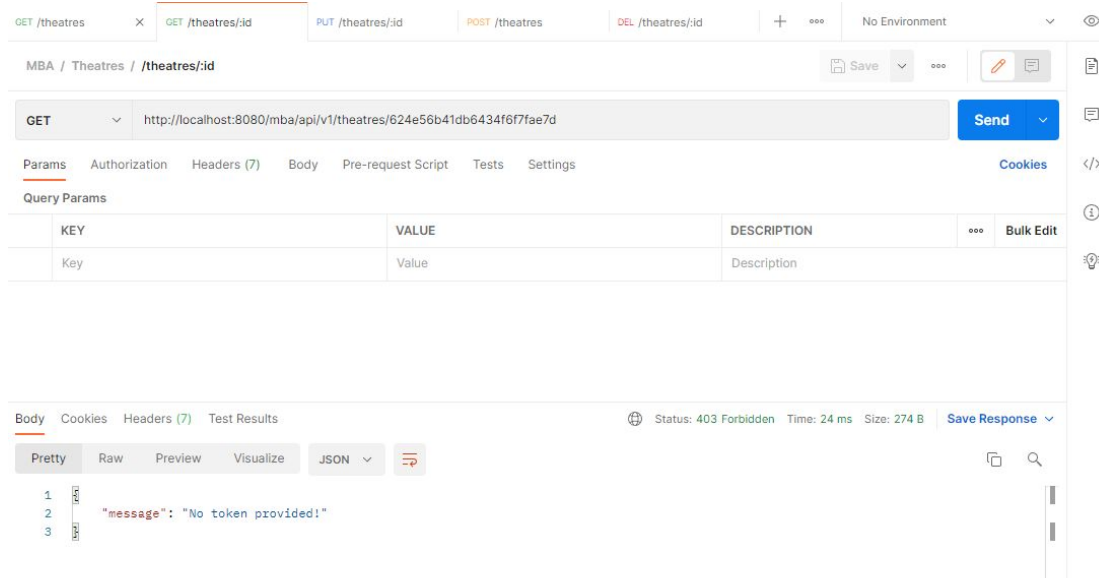 GET /theatres GET /theatres/:id PUT /theatres/:id POST /theatres DEL /theatres/:id No Environment
MBA / Theatres / /theatres/:id Save
GET http://localhost:8080/mba/api/v1/theatres/624e56b41db6434f6f7fae7d Send
Params Authorization Headers (7) Body Pre-request Script Tests Settings Cookies
Query Params
KEY VALUE DESCRIPTION Bulk Edit
Key Value Description
Body Cookies Headers (7) Test Results Status: 403 Forbidden Time: 24 ms Size: 274 B Save Response
Pretty Raw Preview Visualize JSON
1 {
2 "message": "No token provided!"
3 }